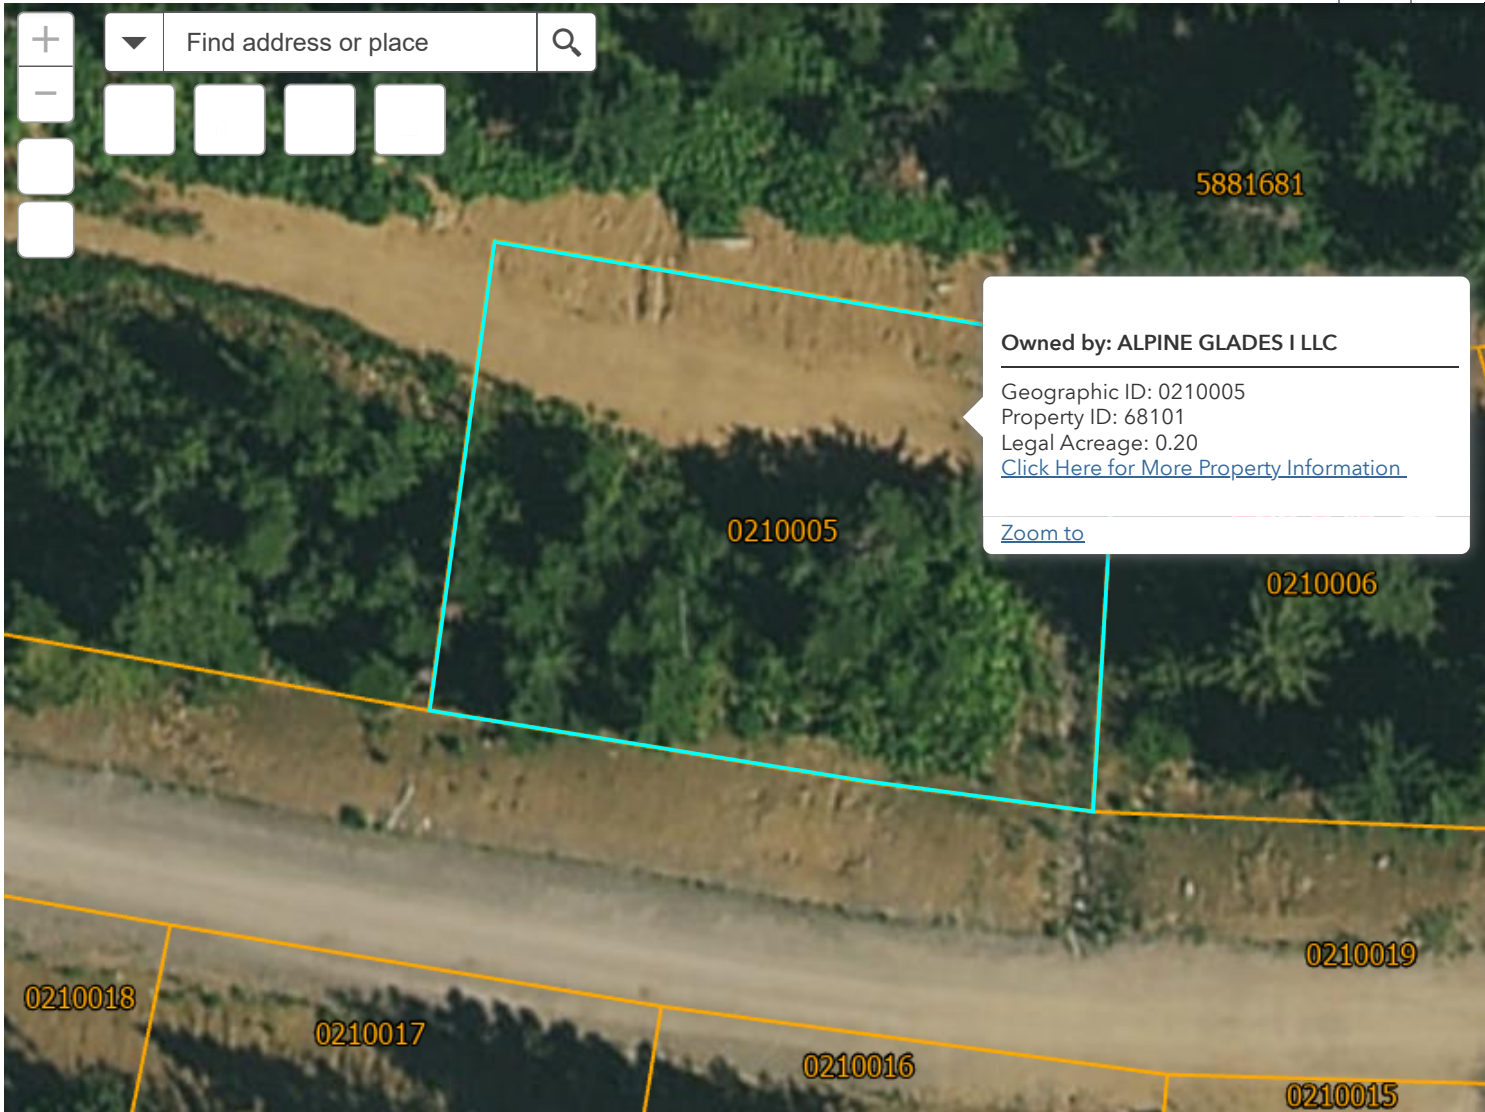 Find address or place
5881681
Owned by: ALPINE GLADES I LLC
Geographic ID: 0210005
Property ID: 68101
Legal Acreage: 0.20
Click Here for More Property Information
Zoom to
0210005
0210006
0210019
0210018
0210017
0210016
0210015